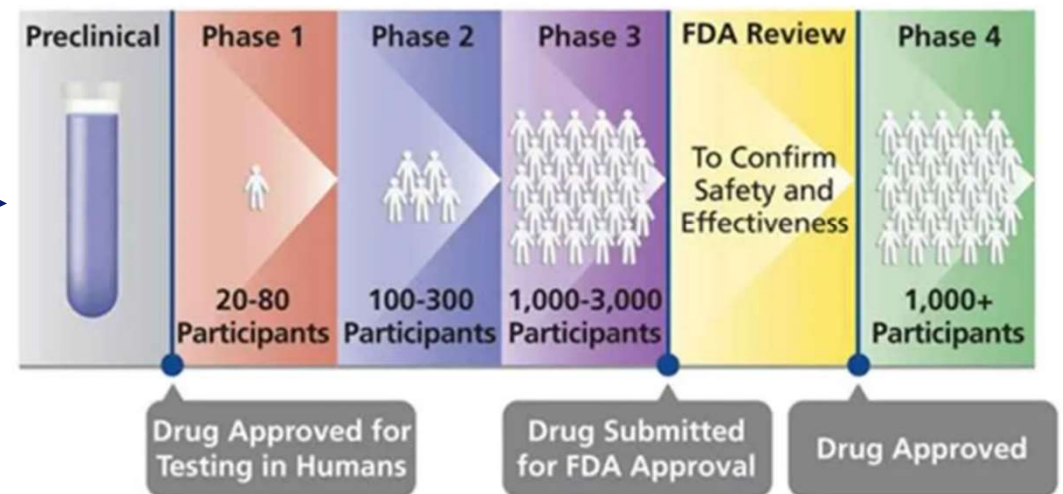 Preclinical
Phase 1
Phase 2
Phase 3
FDA Review
Phase 4
To Confirm
Safety and
Effectiveness
20-80
Participants
100-300
Participants
1,000-3,000
Participants
1,000+
Participants
Drug Approved for
Testing in Humans
Drug Submitted
for FDA Approval
Drug Approved